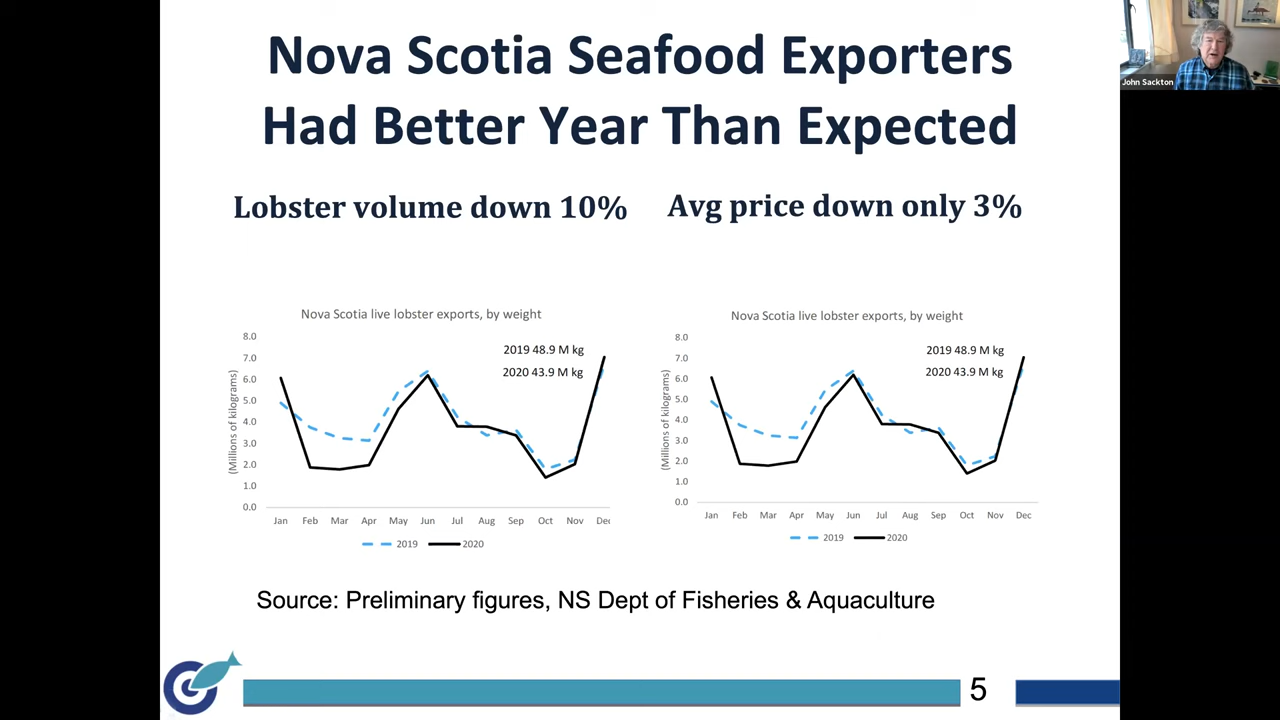 Nova Scotia Seafood Exporters
Had Better Year Than Expected
John Sackton
Lobster volume down 10%
Avg price down only 3%
Nova Scotia live lobster exports, by weight
8.0
7.0
6.0
5.0
4.0
3.0
2.0
1.0
0.0
(Millions of kilograms)
2019 48.9 M kg
2020 43.9 M kg
Jan Feb Mar Apr May Jun Jul Aug Sep Oct Nov Dec
2019 2020
Nova Scotia live lobster exports, by weight
8.0
7.0
6.0
5.0
4.0
3.0
2.0
1.0
0.0
(Millions of kilograms)
2019 48.9 M kg
2020 43.9 M kg
Jan Feb Mar Apr May Jun Jul Aug Sep Oct Nov Dec
2019 2020
Source: Preliminary figures, NS Dept of Fisheries & Aquaculture
5